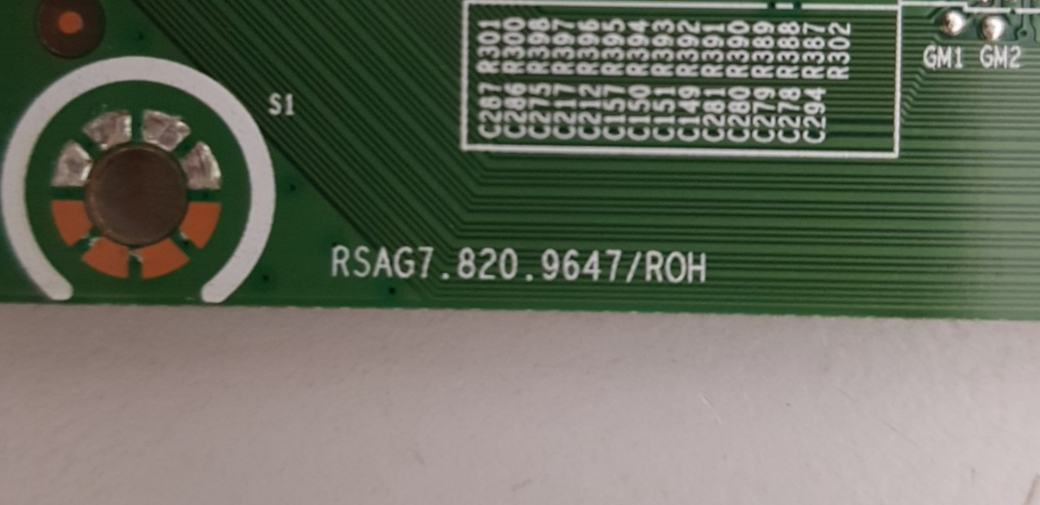 S1
R301 R300 R398 R397 R396 R395 R394 R393 R392 R391 R390 R389 R388 R387 R302
C287 C286 C275 C217 C212 C157 C150 C151 C149 C281 C280 C279 C278 C294
GM1 GM2
RSAG7.820.9647/ROH